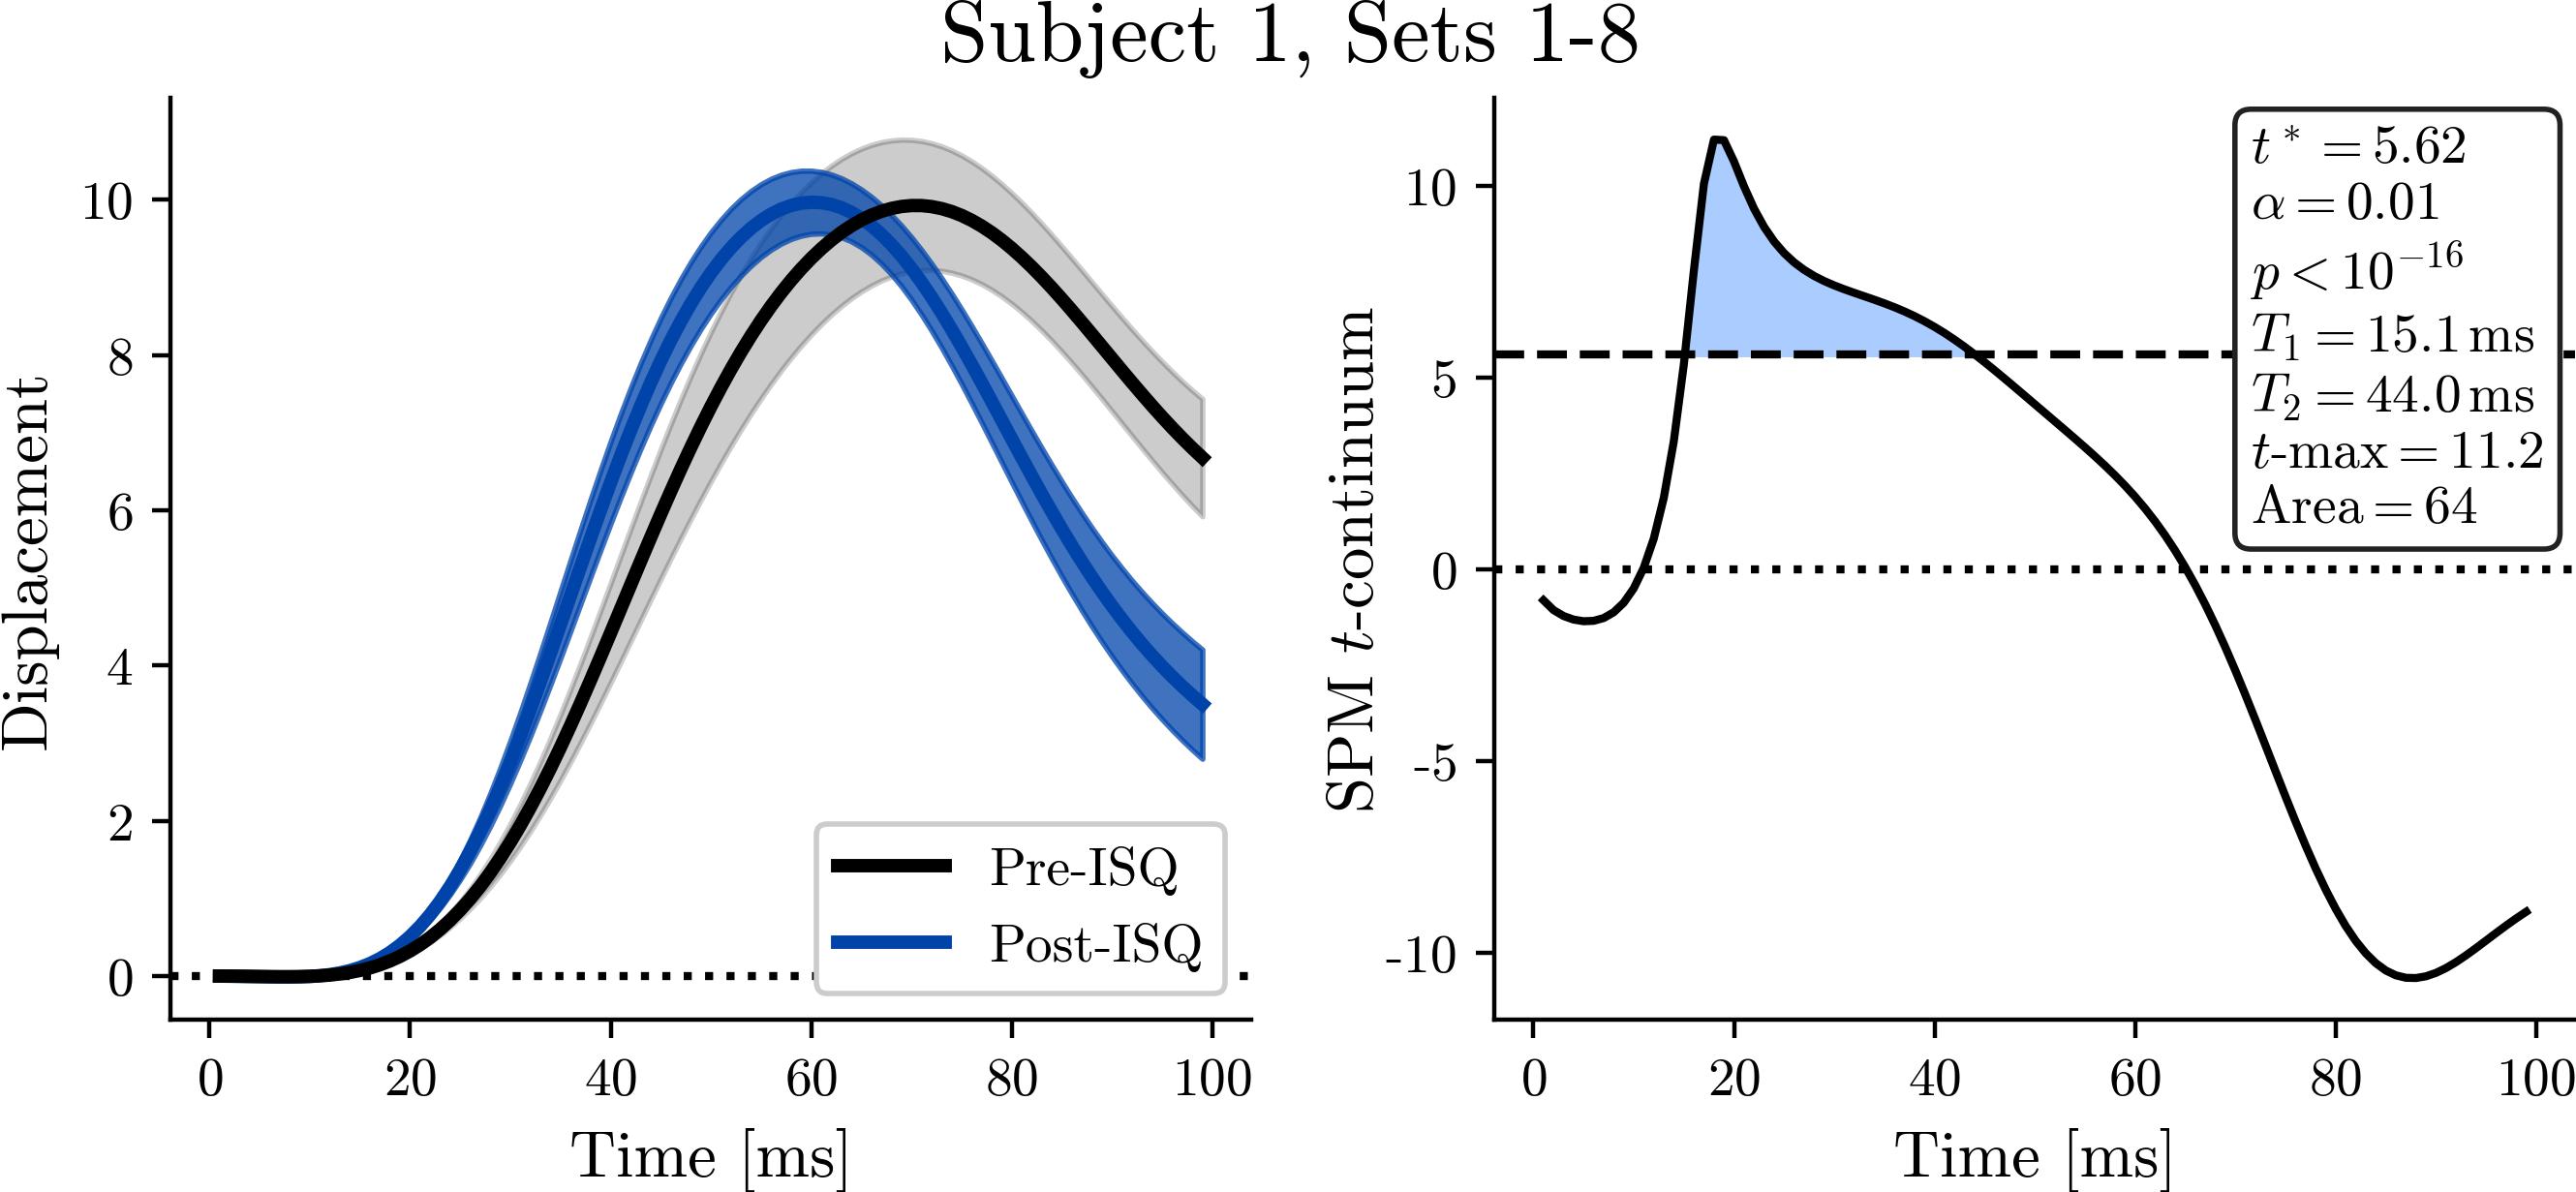 Subject 1, Sets 1-8
Displacement
10
8
6
4
2
0
0 20 40 60 80 100
Time [ms]
Pre-ISQ
Post-ISQ
SPM t-continuum
10
5
0
-5
-10
0 20 40 60 80 100
Time [ms]
t* = 5.62
α = 0.01
p < 10⁻¹⁶
T₁ = 15.1 ms
T₂ = 44.0 ms
t-max = 11.2
Area = 64